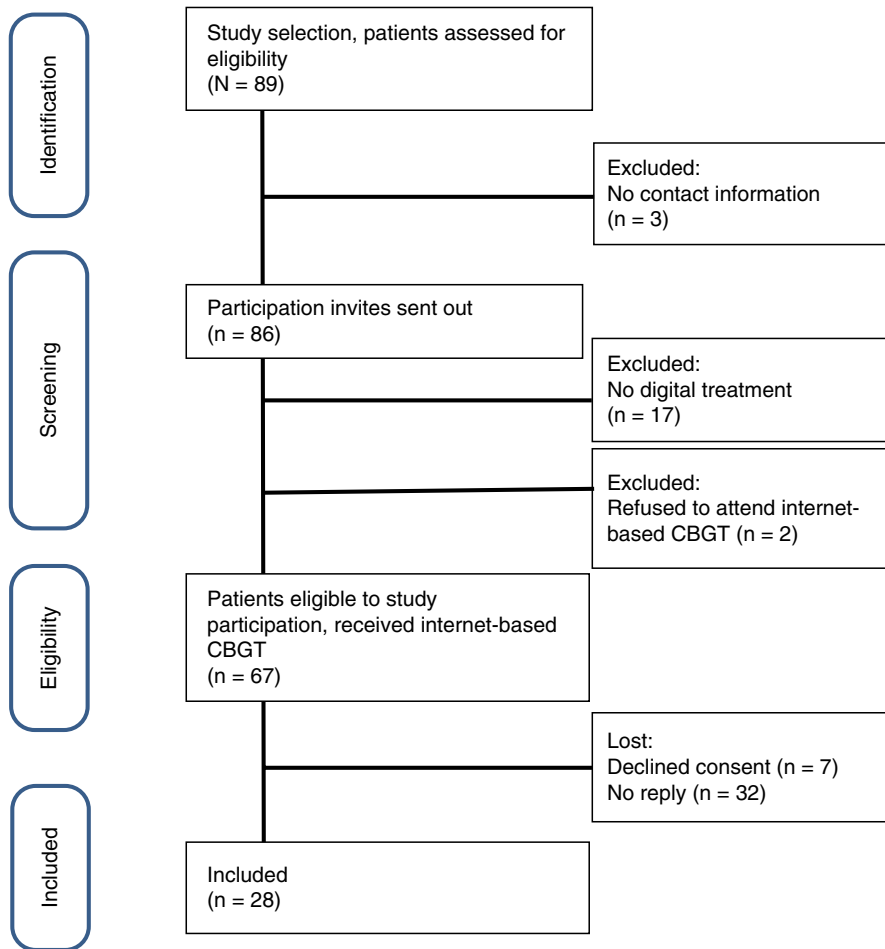 Identification
Study selection, patients assessed for
eligibility
(N = 89)
Excluded:
No contact information
(n = 3)
Screening
Participation invites sent out
(n = 86)
Excluded:
No digital treatment
(n = 17)
Excluded:
Refused to attend internet-
based CBGT (n = 2)
Eligibility
Patients eligible to study
participation, received internet-based
CBGT
(n = 67)
Lost:
Declined consent (n = 7)
No reply (n = 32)
Included
Included
(n = 28)